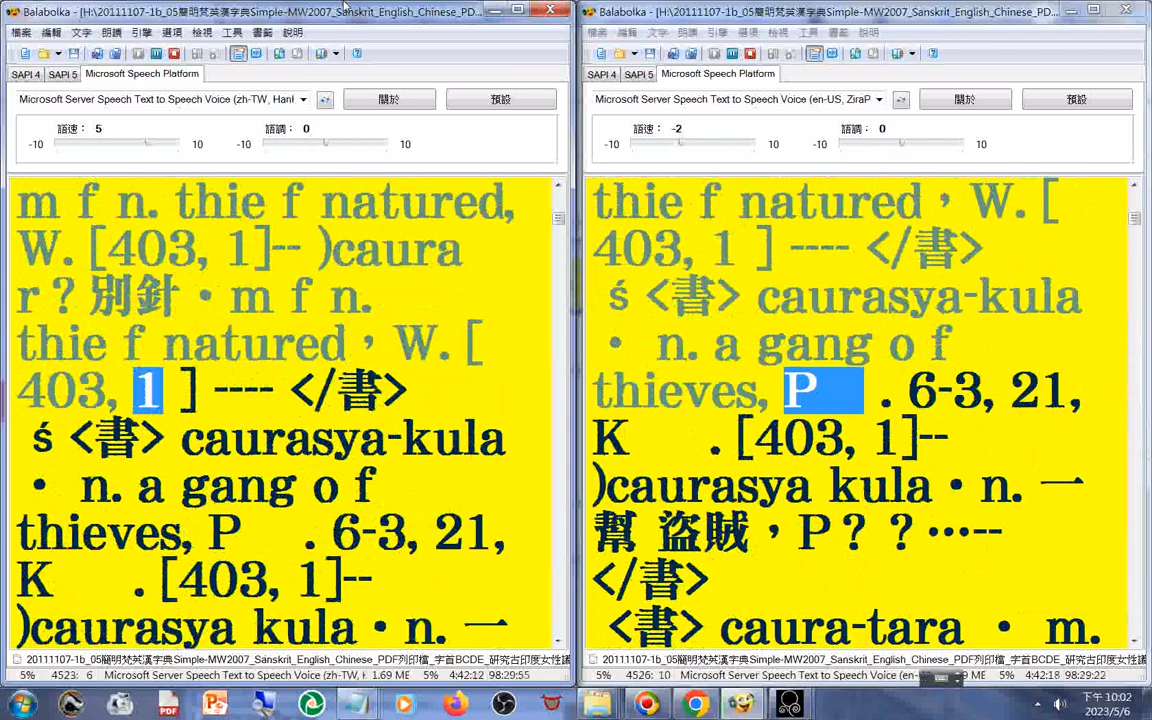 Balabolka - [H:\20111107-1b_05簡明梵英漢字典Simple-MW2007_Sanskrit_English_Chinese_PD...
檔案 編輯 文字 朗讀 引擎 選項 檢視 工具 書籤 說明
SAPI 4 SAPI 5 Microsoft Speech Platform
Microsoft Server Speech Text to Speech Voice (zh-TW, Hanl 關於 預設
語速： 5 語調： 0
-10 10 -10 10
m f n. thie f natured,
W. [403, 1]-- )caura
r？別針・m f n.
thie f natured，W. [
403, 1 ] ---- </書>
ś <書> caurasya-kula
・ n. a gang o f
thieves, P . 6-3, 21,
K . [403, 1]--
)caurasya kula・n. 一
20111107-1b_05簡明梵英漢字典Simple-MW2007_Sanskrit_English_Chinese_PDF列印檔_字首BCDE_研究古印度女性議
5% 4523: 6 Microsoft Server Speech Text to Speech Voice (zh-TW, H 1.69 ME 5% 4:42:12 98:29:55
Balabolka - [H:\20111107-1b_05簡明梵英漢字典Simple-MW2007_Sanskrit_English_Chinese_PD...
檔案 編輯 文字 朗讀 引擎 選項 檢視 工具 書籤 說明
SAPI 4 SAPI 5 Microsoft Speech Platform
Microsoft Server Speech Text to Speech Voice (en-US, ZiraP 關於 預設
語速： -2 語調： 0
-10 10 -10 10
thie f natured，W. [
403, 1 ] ---- </書>
ś <書> caurasya-kula
・ n. a gang o f
thieves, P . 6-3, 21,
K . [403, 1]--
)caurasya kula・n. 一
幫 盜賊，P？？…--
</書>
<書> caura-tara ・ m.
20111107-1b_05簡明梵英漢字典Simple-MW2007_Sanskrit_English_Chinese_PDF列印檔_字首BCDE_研究古印度女性議
5% 4526: 10 Microsoft Server Speech Text to Speech Voice (en-US, ZiraP ME 5% 4:42:18 98:29:22
下午 10:02
2023/5/6